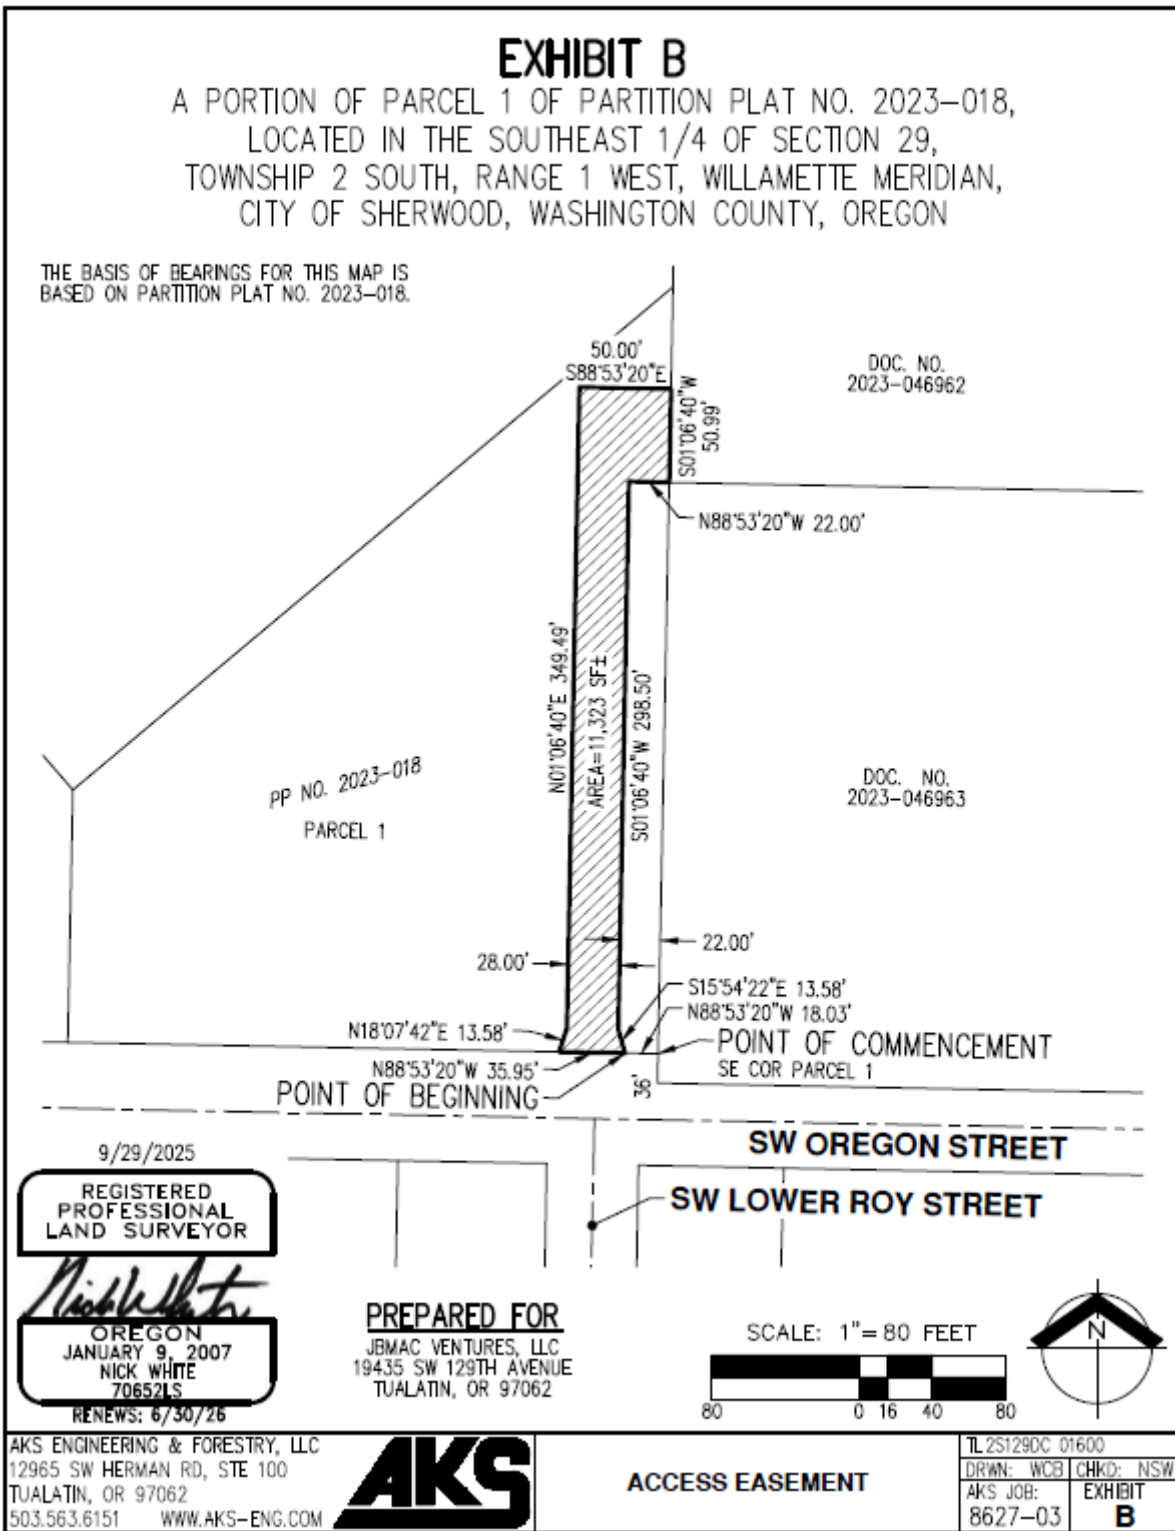 EXHIBIT B
A PORTION OF PARCEL 1 OF PARTITION PLAT NO. 2023-018,
LOCATED IN THE SOUTHEAST 1/4 OF SECTION 29,
TOWNSHIP 2 SOUTH, RANGE 1 WEST, WILLAMETTE MERIDIAN,
CITY OF SHERWOOD, WASHINGTON COUNTY, OREGON
THE BASIS OF BEARINGS FOR THIS MAP IS
BASED ON PARTITION PLAT NO. 2023-018.
50.00'
S88°53'20"E
DOC. NO.
2023-046962
S01°06'40"W
50.99'
N88°53'20"W 22.00'
N01°06'40"E 349.49'
AREA=11,323 SF±
S01°06'40"W 298.50'
PP NO. 2023-018
PARCEL 1
DOC. NO.
2023-046963
22.00'
28.00'
S15°54'22"E 13.58'
N88°53'20"W 18.03'
N18°07'42"E 13.58'
POINT OF COMMENCEMENT
SE COR PARCEL 1
N88°53'20"W 35.95'
POINT OF BEGINNING
36'
SW OREGON STREET
SW LOWER ROY STREET
9/29/2025
REGISTERED
PROFESSIONAL
LAND SURVEYOR
Nick White
OREGON
JANUARY 9, 2007
NICK WHITE
70652LS
RENEWS: 6/30/26
PREPARED FOR
JBMAC VENTURES, LLC
19435 SW 129TH AVENUE
TUALATIN, OR 97062
SCALE: 1"= 80 FEET
80 0 16 40 80
N
AKS ENGINEERING & FORESTRY, LLC
12965 SW HERMAN RD, STE 100
TUALATIN, OR 97062
503.563.6151 WWW.AKS-ENG.COM
AKS
ACCESS EASEMENT
TL 2S129DC 01600
DRWN: WCB CHKD: NSW
AKS JOB:
8627-03
EXHIBIT
B